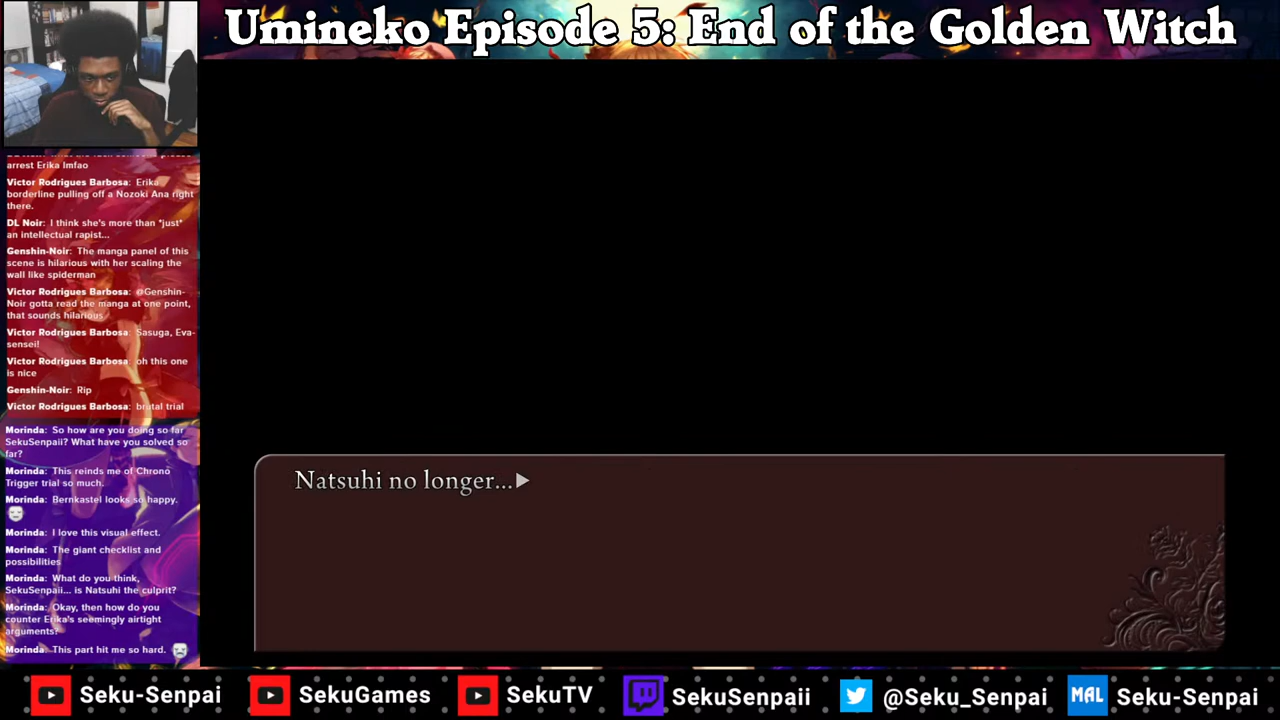 Umineko Episode 5: End of the Golden Witch
arrest Erika lmfao
Victor Rodrigues Barbosa: Erika
borderline pulling off a Nozoki Ana right
there.
DL Noir: I think she's more than *just*
an intellectual rapist...
Genshin-Noir: The manga panel of this
scene is hilarious with her scaling the
wall like spiderman
Victor Rodrigues Barbosa: @Genshin-
Noir gotta read the manga at one point,
that sounds hilarious
Victor Rodrigues Barbosa: Sasuga, Eva-
sensei!
Victor Rodrigues Barbosa: oh this one
is nice
Genshin-Noir: Rip
Victor Rodrigues Barbosa: brutal trial
Morinda: So how are you doing so far
SekuSenpaii? What have you solved so
far?
Morinda: This reinds me of Chrono
Trigger trial so much.
Morinda: Bernkastel looks so happy.
Morinda: I love this visual effect.
Morinda: The giant checklist and
possibilities
Morinda: What do you think,
SekuSenpaii... is Natsuhi the culprit?
Morinda: Okay, then how do you
counter Erika's seemingly airtight
arguments!
Morinda: This part hit me so hard.
Natsuhi no longer...
Seku-Senpai
SekuGames
SekuTV
SekuSenpaii
@Seku_Senpai
MAL
Seku-Senpai